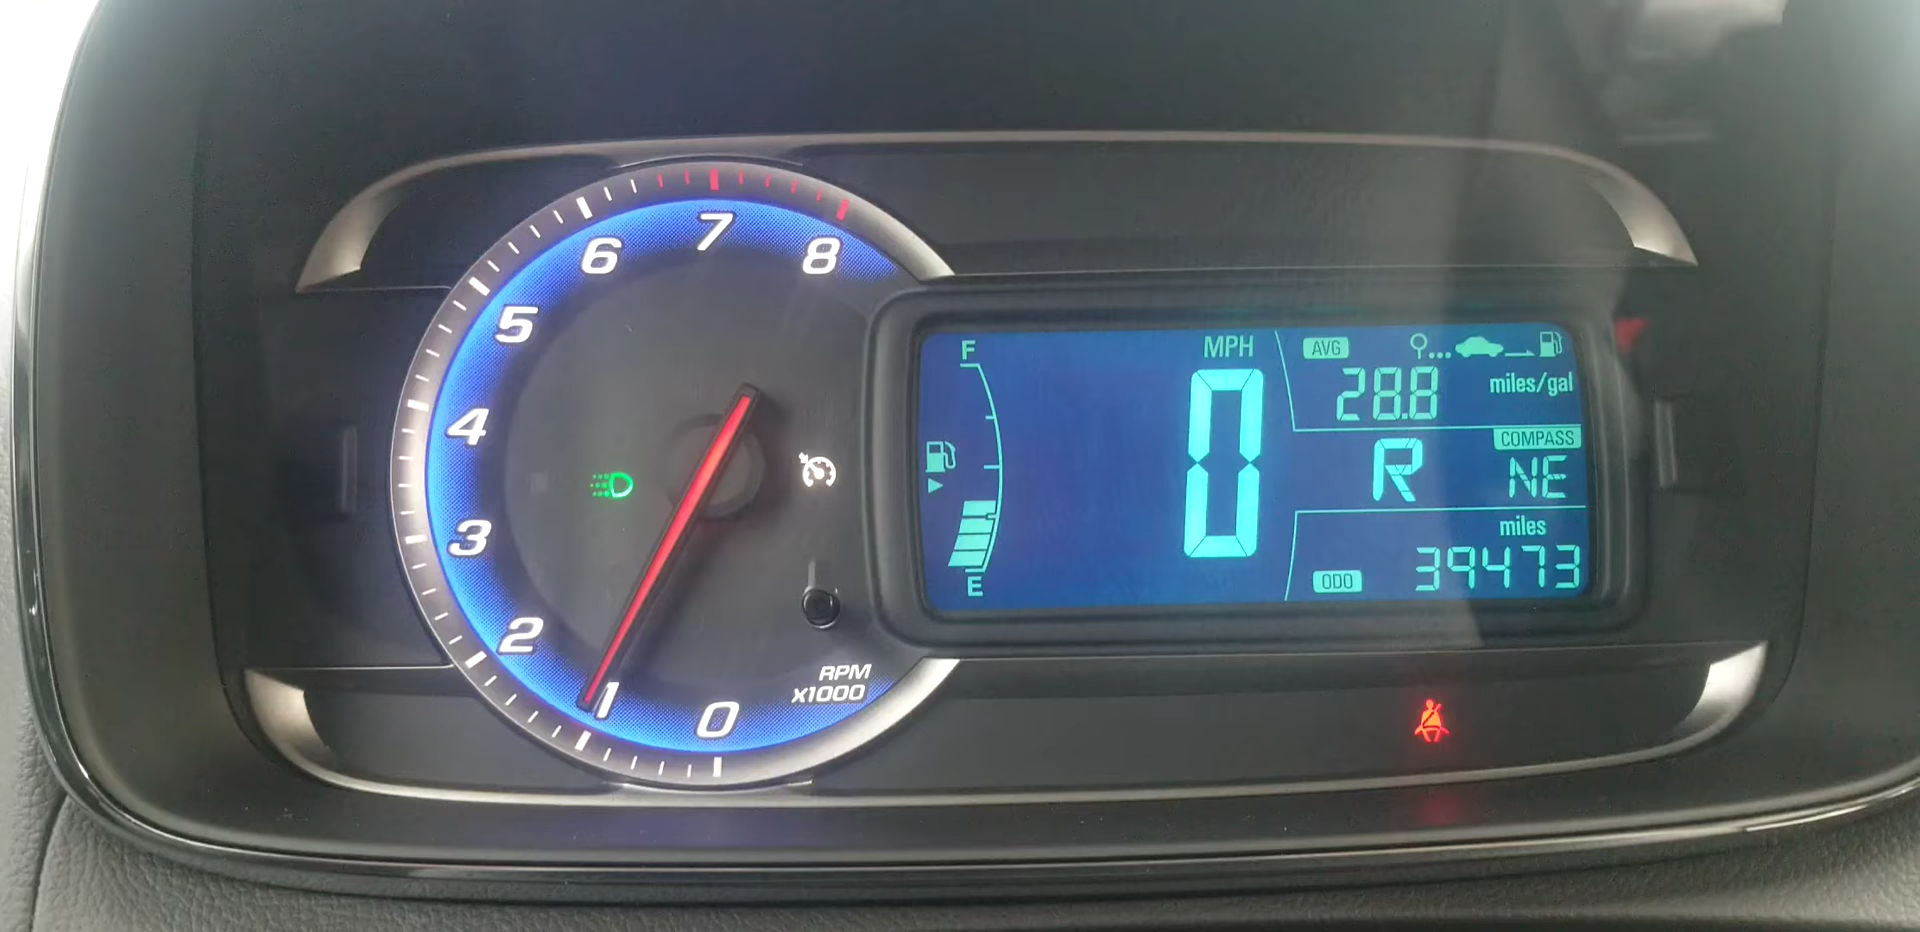 7
6
8
5
4
3
2
1
0
RPM
X1000
F
E
MPH
0
AVG
28.8 miles/gal
COMPASS
R NE
miles
ODO 39473